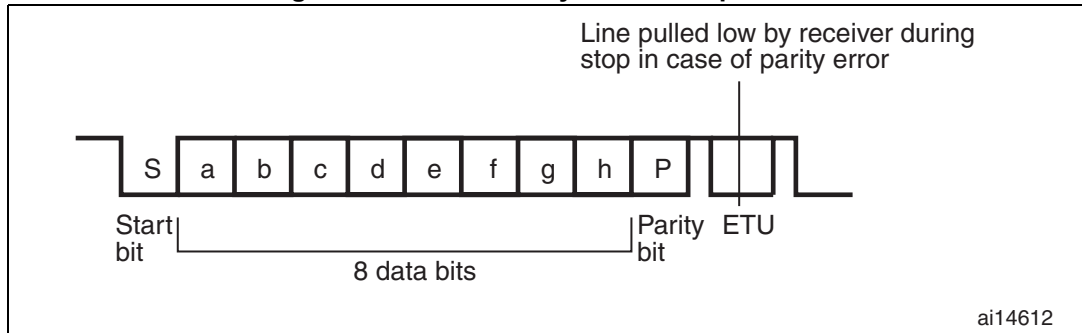 Line pulled low by receiver during
stop in case of parity error
S a b c d e f g h P
Start
bit
8 data bits
Parity
bit
ETU
ai14612